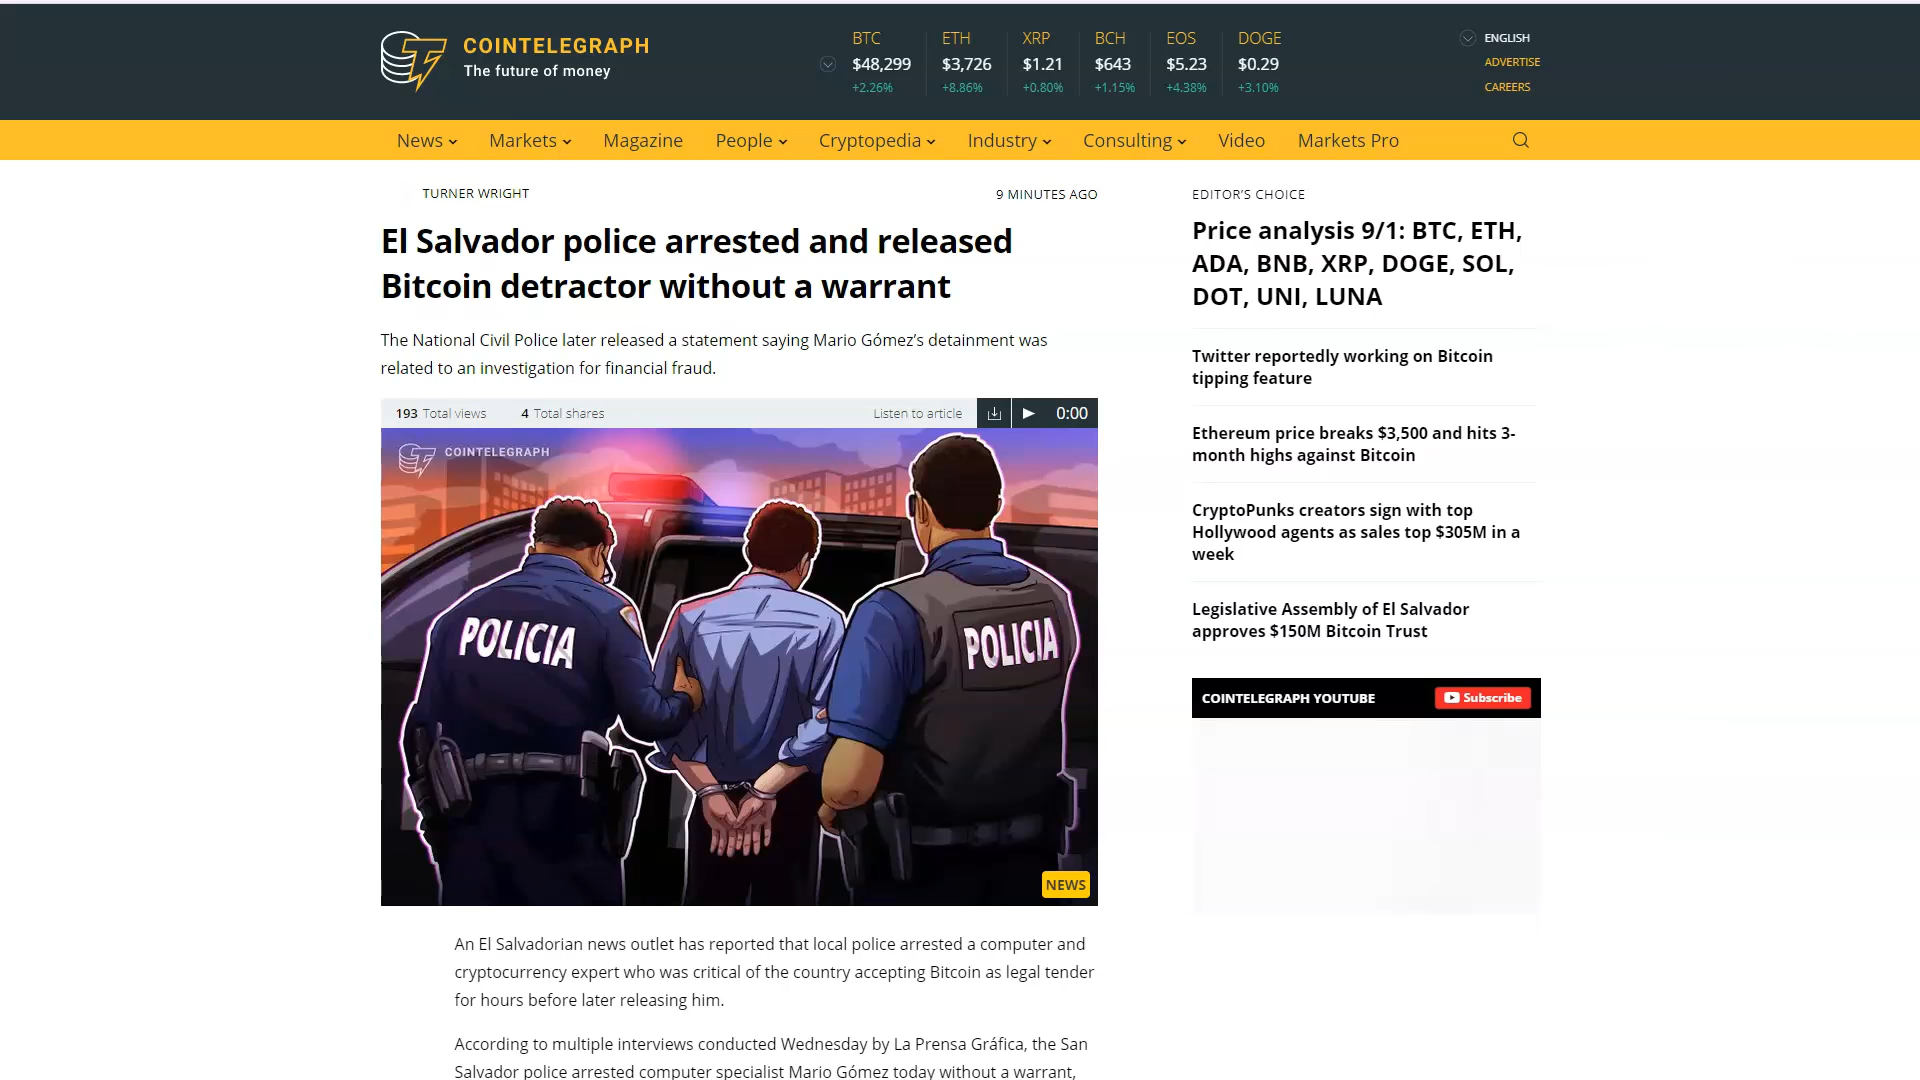 COINTELEGRAPH
The future of money
BTC
$48,299
+2.26%
ETH
$3,726
+8.86%
XRP
$1.21
+0.80%
BCH
$643
+1.15%
EOS
$5.23
+4.38%
DOGE
$0.29
+3.10%
ENGLISH
ADVERTISE
CAREERS
News
Markets
Magazine
People
Cryptopedia
Industry
Consulting
Video
Markets Pro
TURNER WRIGHT
9 MINUTES AGO
El Salvador police arrested and released
Bitcoin detractor without a warrant
The National Civil Police later released a statement saying Mario Gómez’s detainment was
related to an investigation for financial fraud.
193 Total views
4 Total shares
Listen to article
0:00
COINTELEGRAPH
POLICIA
POLICIA
NEWS
An El Salvadorian news outlet has reported that local police arrested a computer and
cryptocurrency expert who was critical of the country accepting Bitcoin as legal tender
for hours before later releasing him.
According to multiple interviews conducted Wednesday by La Prensa Gráfica, the San
Salvador police arrested computer specialist Mario Gómez today without a warrant,
EDITOR’S CHOICE
Price analysis 9/1: BTC, ETH,
ADA, BNB, XRP, DOGE, SOL,
DOT, UNI, LUNA
Twitter reportedly working on Bitcoin
tipping feature
Ethereum price breaks $3,500 and hits 3-
month highs against Bitcoin
CryptoPunks creators sign with top
Hollywood agents as sales top $305M in a
week
Legislative Assembly of El Salvador
approves $150M Bitcoin Trust
COINTELEGRAPH YOUTUBE
Subscribe